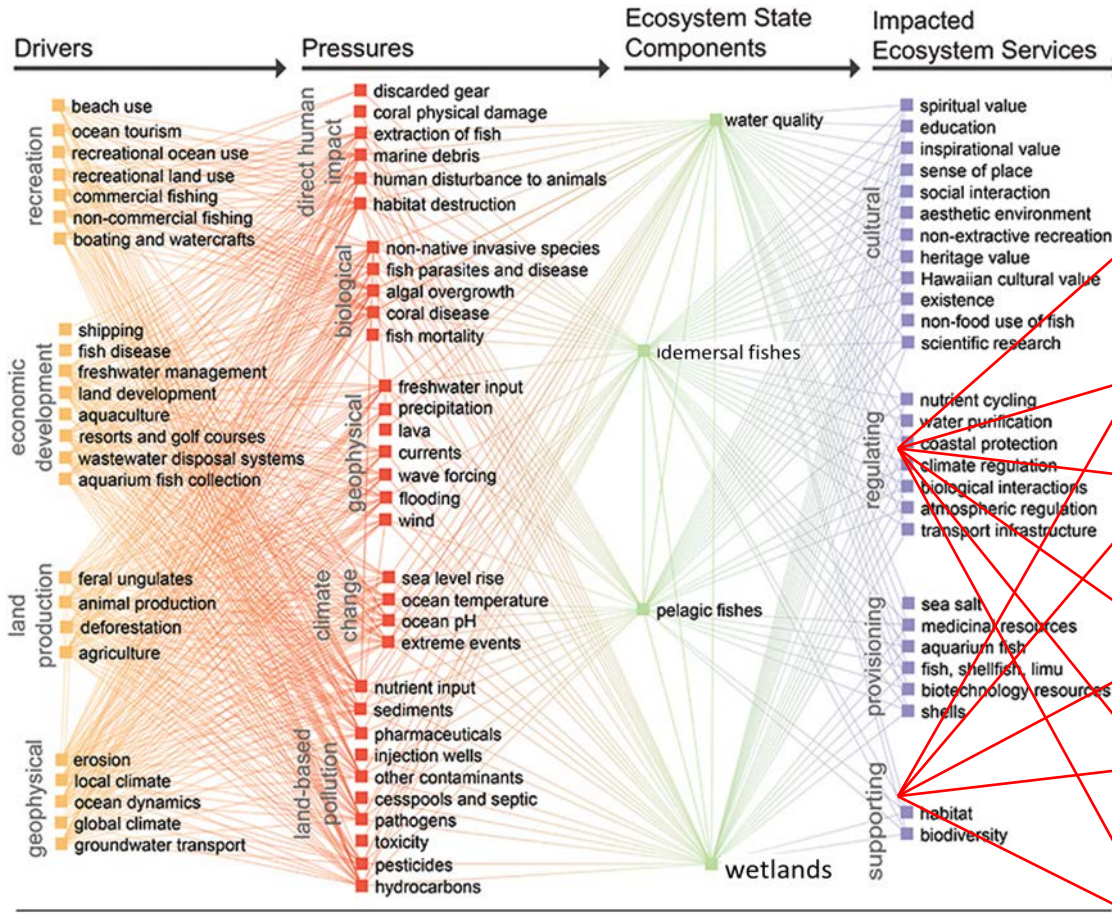 Drivers
Pressures
Ecosystem State
Components
Impacted
Ecosystem Services
recreation
beach use
ocean tourism
recreational ocean use
recreational land use
commercial fishing
non-commercial fishing
boating and watercrafts
economic
development
shipping
fish disease
freshwater management
land development
aquaculture
resorts and golf courses
wastewater disposal systems
aquarium fish collection
land
production
feral ungulates
animal production
deforestation
agriculture
geophysical
erosion
local climate
ocean dynamics
global climate
groundwater transport
direct human
impact
discarded gear
coral physical damage
extraction of fish
marine debris
human disturbance to animals
habitat destruction
biological
non-native invasive species
fish parasites and disease
algal overgrowth
coral disease
fish mortality
geophysical
freshwater input
precipitation
lava
currents
wave forcing
flooding
wind
climate
change
sea level rise
ocean temperature
ocean pH
extreme events
land-based
pollution
nutrient input
sediments
pharmaceuticals
injection wells
other contaminants
cesspools and septic
pathogens
toxicity
pesticides
hydrocarbons
water quality
demersal fishes
pelagic fishes
wetlands
cultural
spiritual value
education
inspirational value
sense of place
social interaction
aesthetic environment
non-extractive recreation
heritage value
Hawaiian cultural value
existence
non-food use of fish
scientific research
regulating
nutrient cycling
water purification
coastal protection
climate regulation
biological interactions
atmospheric regulation
transport infrastructure
provisioning
sea salt
medicinal resources
aquarium fish
fish, shellfish, limu
biotechnology resources
shells
supporting
habitat
biodiversity